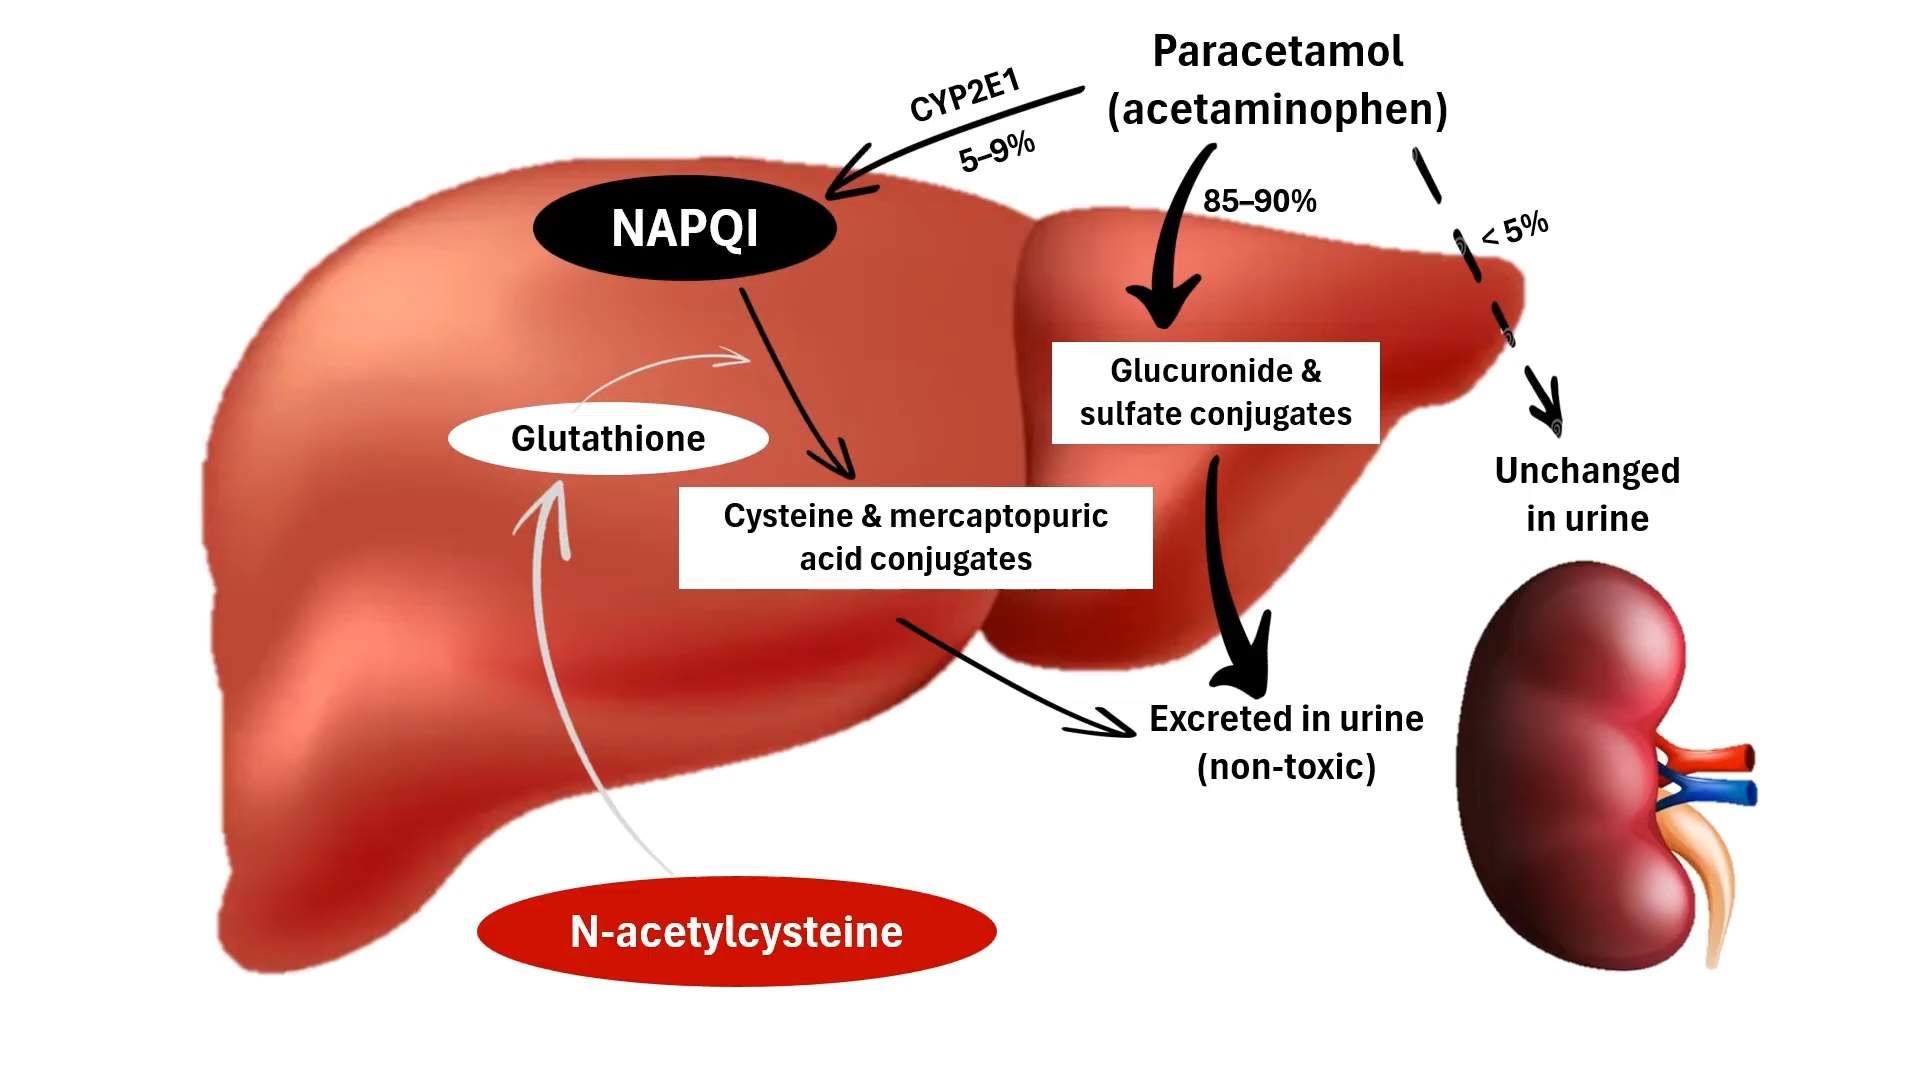 Paracetamol
(acetaminophen)
CYP2E1
5–9%
85–90%
< 5%
NAPQI
Glucuronide &
sulfate conjugates
Glutathione
Unchanged
in urine
Cysteine & mercaptopuric
acid conjugates
Excreted in urine
(non-toxic)
N-acetylcysteine